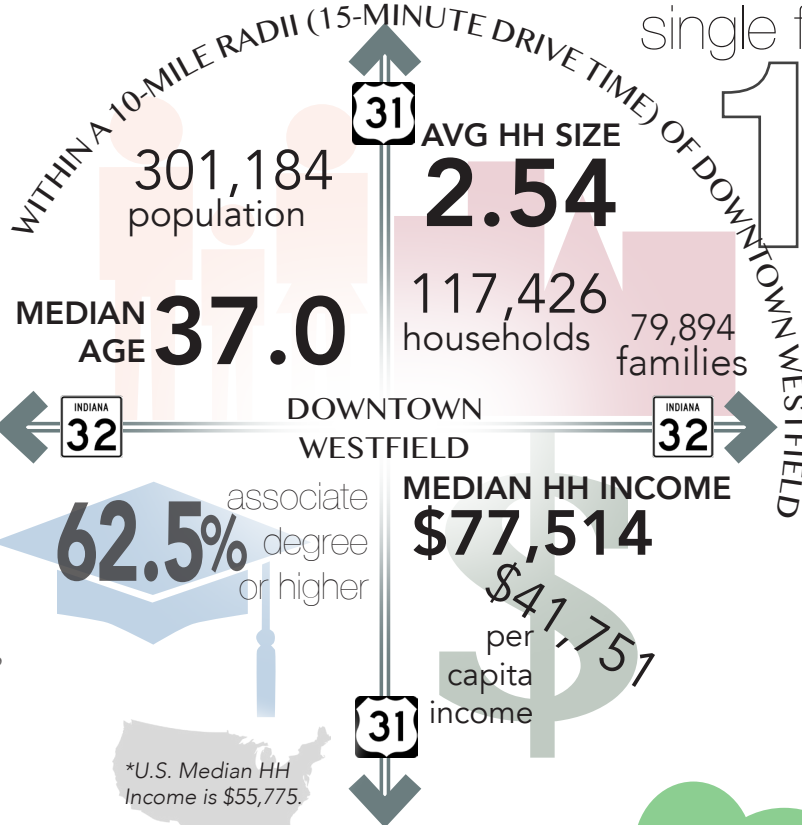 WITHIN A 10-MILE RADII (15-MINUTE DRIVE TIME) OF DOWNTOWN WESTFIELD
single f
1
31
301,184
population
MEDIAN
AGE 37.0
AVG HH SIZE
2.54
117,426
households
79,894
families
INDIANA
32
DOWNTOWN
WESTFIELD
INDIANA
32
62.5%
associate
degree
or higher
MEDIAN HH INCOME
$77,514
$41,751
per
capita
income
31
*U.S. Median HH
Income is $55,775.